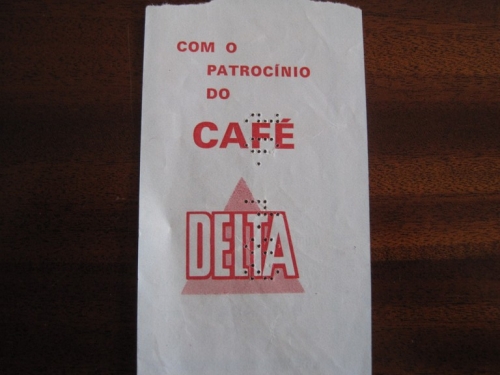 COM O
PATROCÍNIO
DO
CAFÉ
DELTA